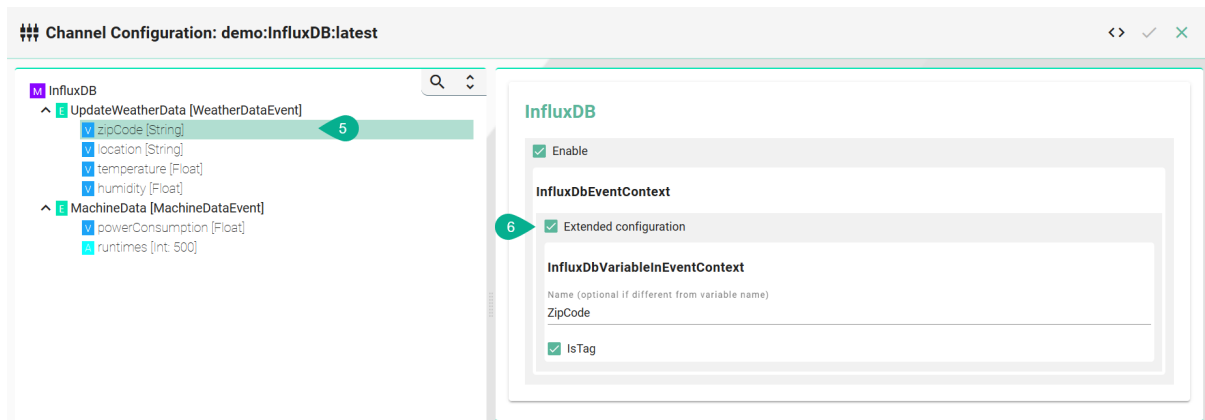 Channel Configuration: demo:InfluxDB:latest
M InfluxDB
E UpdateWeatherData [WeatherDataEvent]
V zipCode [String]
5
V location [String]
V temperature [Float]
V humidity [Float]
E MachineData [MachineDataEvent]
V powerConsumption [Float]
A runtimes [Int: 500]
InfluxDB
Enable
InfluxDbEventContext
6
Extended configuration
InfluxDbVariableInEventContext
Name (optional if different from variable name)
ZipCode
IsTag